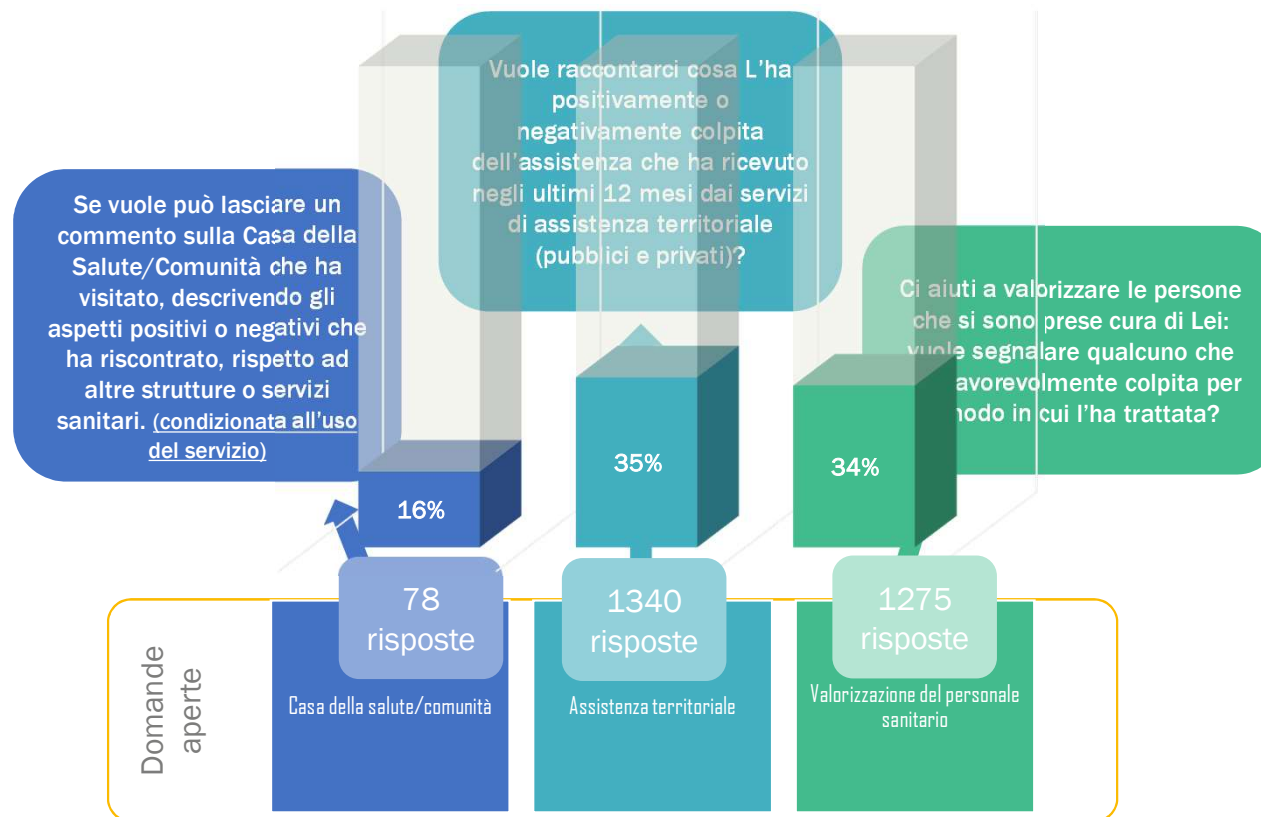 Vuole raccontarci cosa L'ha
positivamente o
negativamente colpita
dell'assistenza che ha ricevuto
negli ultimi 12 mesi dai servizi
di assistenza territoriale
(pubblici e privati)?
Se vuole può lasciare un
commento sulla Casa della
Salute/Comunità che ha
visitato, descrivendo gli
aspetti positivi o negativi che
ha riscontrato, rispetto ad
altre strutture o servizi
sanitari. (condizionata all'uso
del servizio)
Ci aiuti a valorizzare le persone
che si sono prese cura di Lei:
vuole segnalare qualcuno che
avorevolmente colpita per
modo in cui l'ha trattata?
16%
35%
34%
78
risposte
1340
risposte
1275
risposte
Domande
aperte
Casa della salute/comunità
Assistenza territoriale
Valorizzazione del personale
sanitario